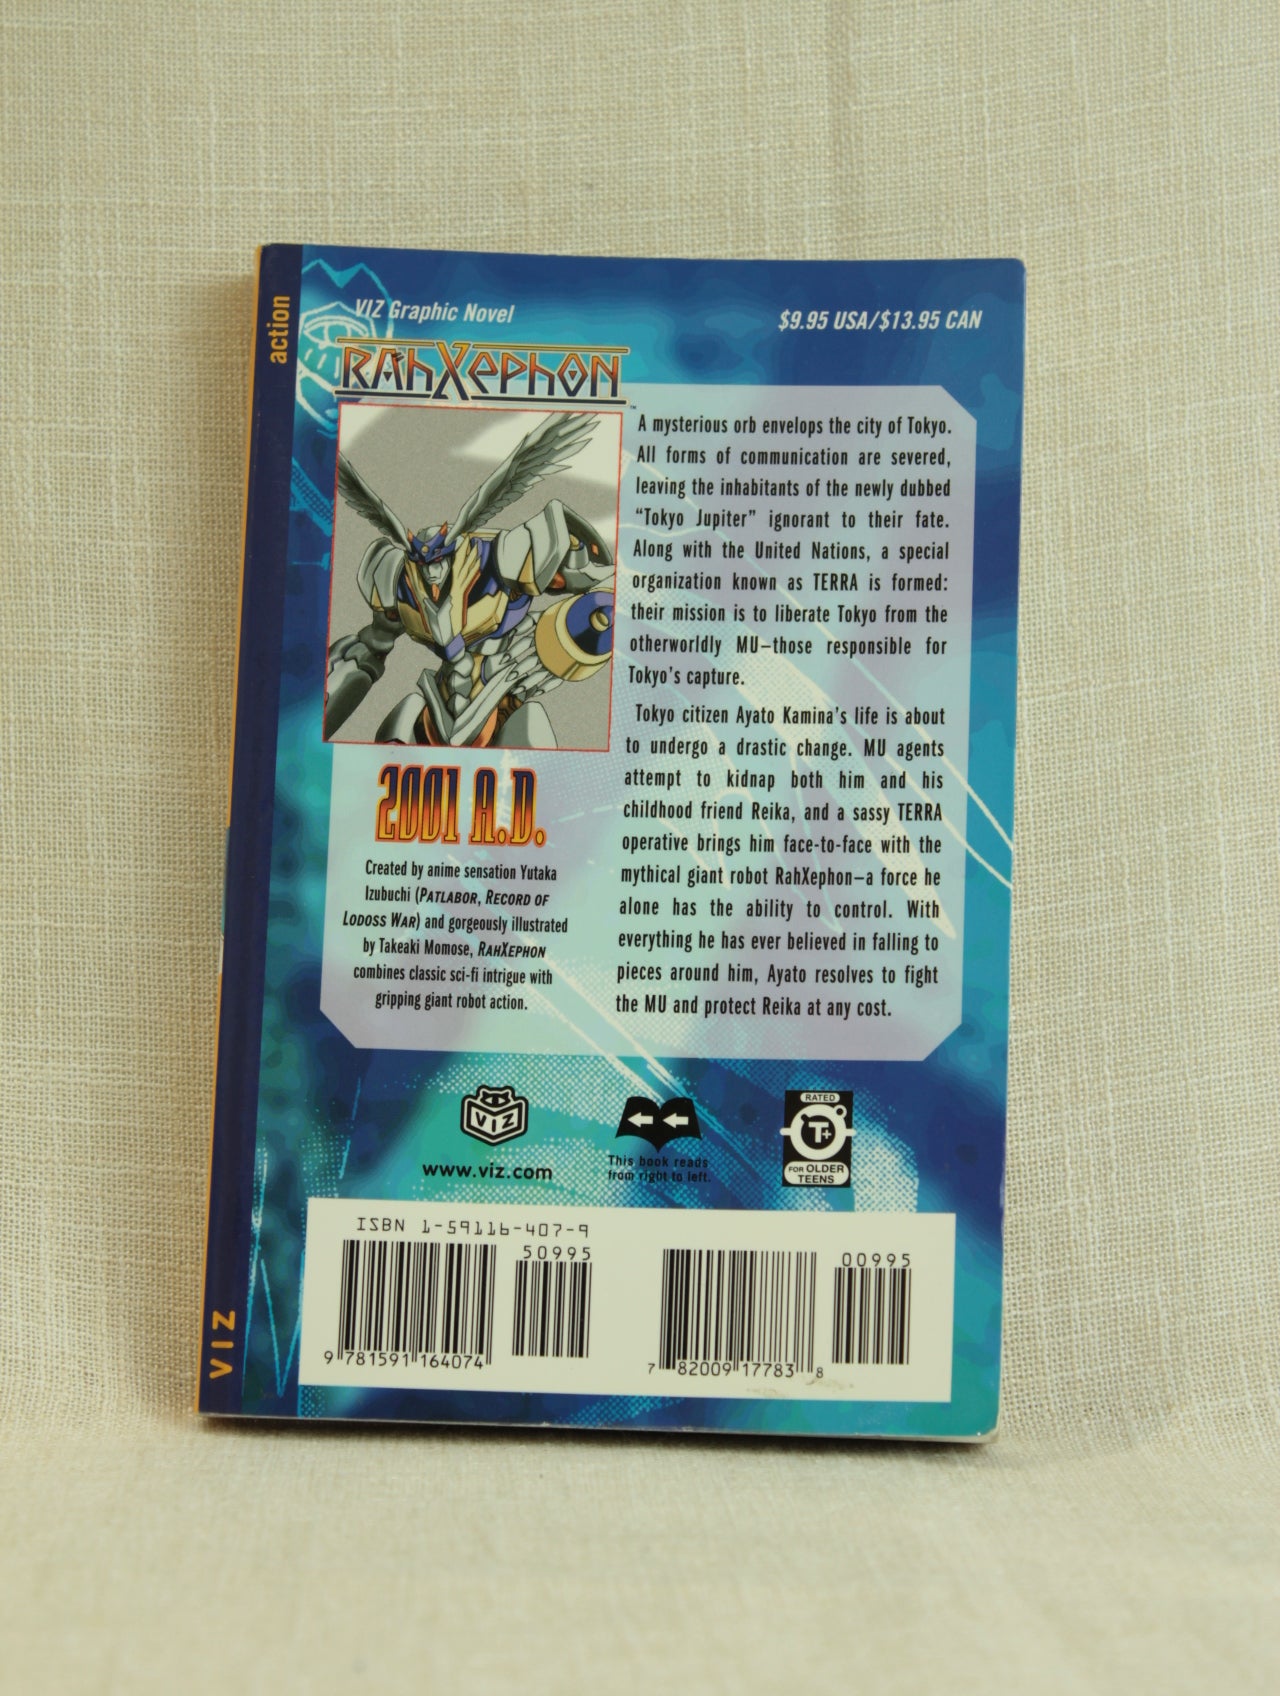 action
VIZ Graphic Novel
$9.95 USA/$13.95 CAN
RAhXephON™
A mysterious orb envelops the city of Tokyo.
All forms of communication are severed,
leaving the inhabitants of the newly dubbed
“Tokyo Jupiter” ignorant to their fate.
Along with the United Nations, a special
organization known as TERRA is formed:
their mission is to liberate Tokyo from the
otherworldly MU–those responsible for
Tokyo’s capture.
Tokyo citizen Ayato Kamina’s life is about
to undergo a drastic change. MU agents
attempt to kidnap both him and his
childhood friend Reika, and a sassy TERRA
operative brings him face-to-face with the
mythical giant robot RahXephon–a force he
alone has the ability to control. With
everything he has ever believed in falling to
pieces around him, Ayato resolves to fight
the MU and protect Reika at any cost.
2001 A.D.
Created by anime sensation Yutaka
Izubuchi (PATLABOR, RECORD OF
LODOSS WAR) and gorgeously illustrated
by Takeaki Momose, RAHXEPHON
combines classic sci-fi intrigue with
gripping giant robot action.
VIZ
www.viz.com
This book reads
from right to left.
RATED
T+
FOR OLDER
TEENS
ISBN 1-59116-407-9
50995
9 781591 164074
00995
7 82009 17783 8
VIZ